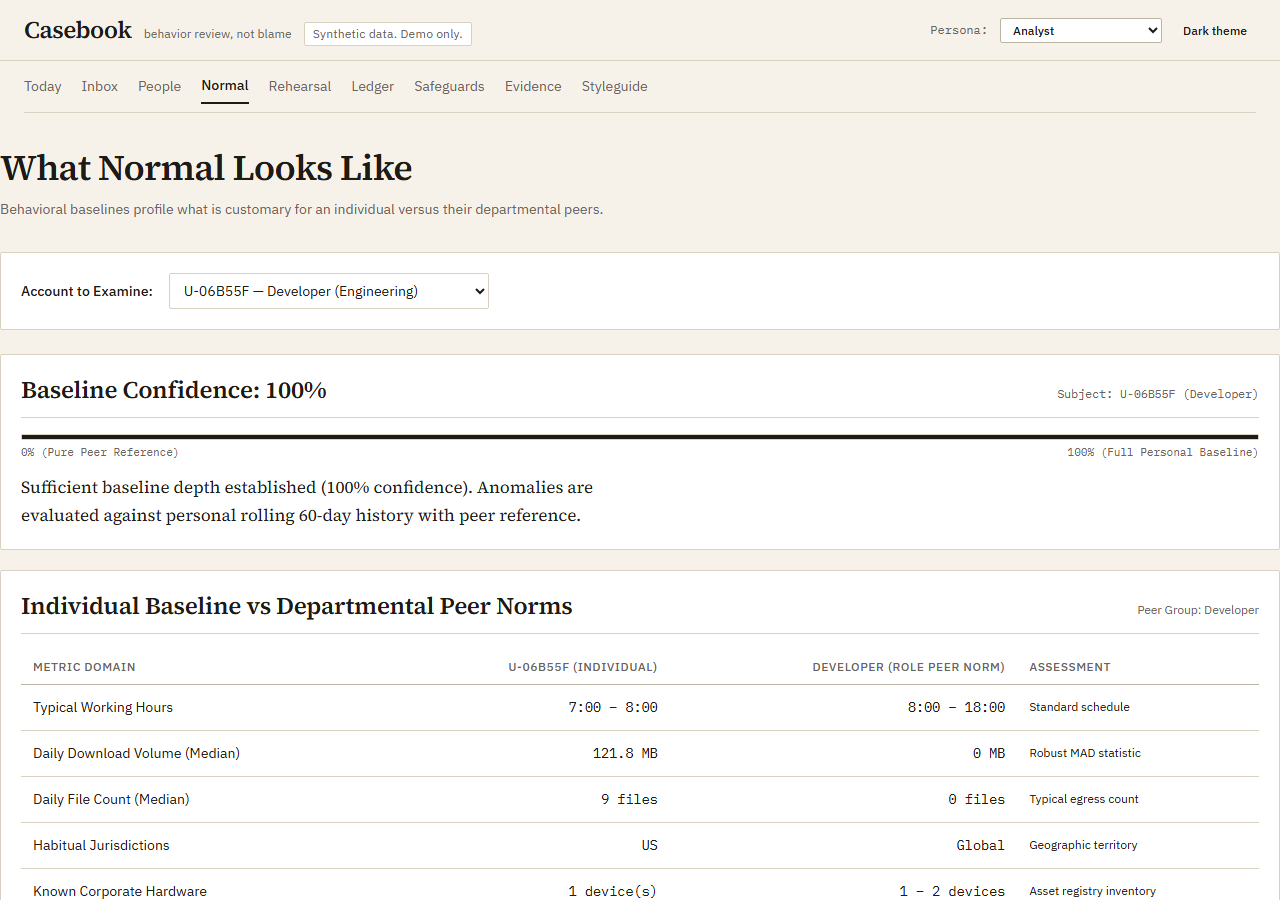 Casebook behavior review, not blame Synthetic data. Demo only. Persona: Analyst Dark theme
Today Inbox People Normal Rehearsal Ledger Safeguards Evidence Styleguide
What Normal Looks Like
Behavioral baselines profile what is customary for an individual versus their departmental peers.
Account to Examine: U-06B55F — Developer (Engineering)
Baseline Confidence: 100% Subject: U-06B55F (Developer)
0% (Pure Peer Reference) 100% (Full Personal Baseline)
Sufficient baseline depth established (100% confidence). Anomalies are
evaluated against personal rolling 60-day history with peer reference.
Individual Baseline vs Departmental Peer Norms Peer Group: Developer
METRIC DOMAIN U-06B55F (INDIVIDUAL) DEVELOPER (ROLE PEER NORM) ASSESSMENT
Typical Working Hours 7:00 – 8:00 8:00 – 18:00 Standard schedule
Daily Download Volume (Median) 121.8 MB 0 MB Robust MAD statistic
Daily File Count (Median) 9 files 0 files Typical egress count
Habitual Jurisdictions US Global Geographic territory
Known Corporate Hardware 1 device(s) 1 – 2 devices Asset registry inventory